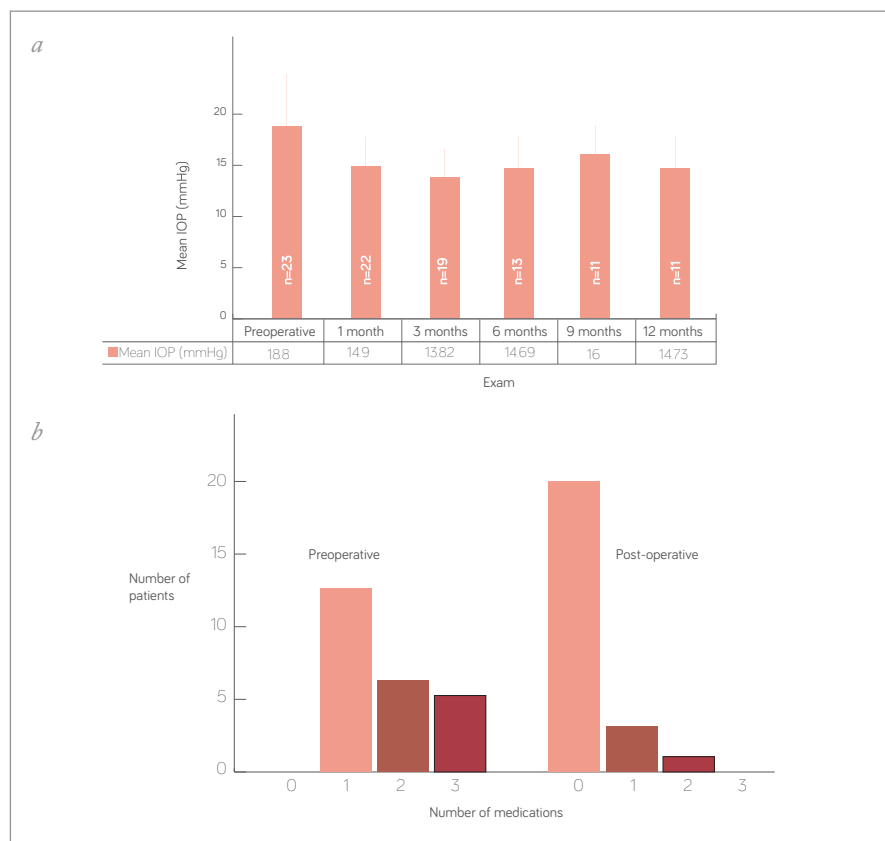 a
Mean IOP (mmHg)
20
15
10
5
0
n=23
n=22
n=19
n=13
n=11
n=11
Preoperative 1 month 3 months 6 months 9 months 12 months
Mean IOP (mmHg) 18.8 14.9 13.82 14.69 16 14.73
Exam
b
Number of
patients
20
15
10
5
0
Preoperative
Post-operative
0 1 2 3 0 1 2 3
Number of medications